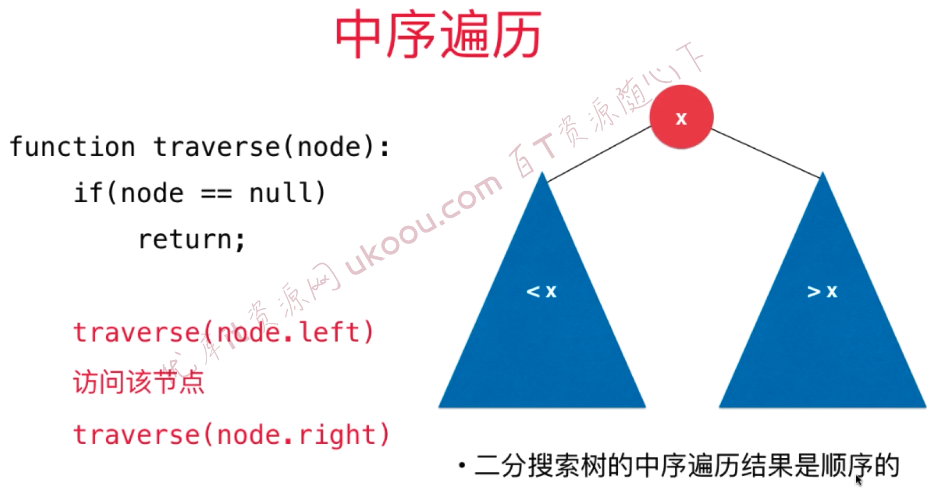 中序遍历
function traverse(node):
if(node == null)
return;
traverse(node.left)
访问该节点
traverse(node.right)
x
< x
> x
• 二分搜索树的中序遍历结果是顺序的
优库it资源网 ukoou.com 百T资源随心下